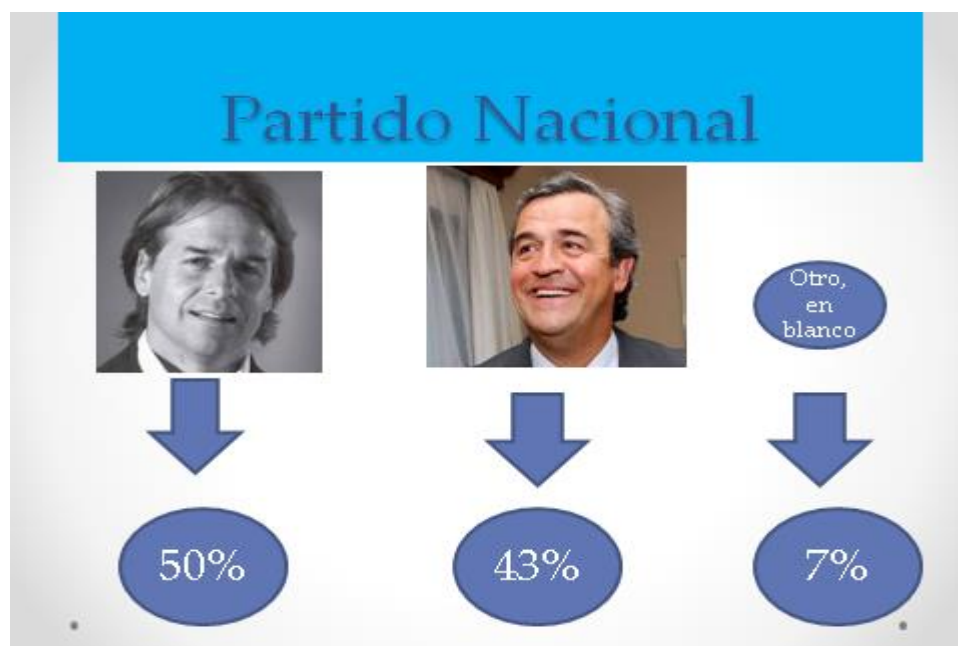 Partido Nacional
Otro,
en
blanco
50%
43%
7%